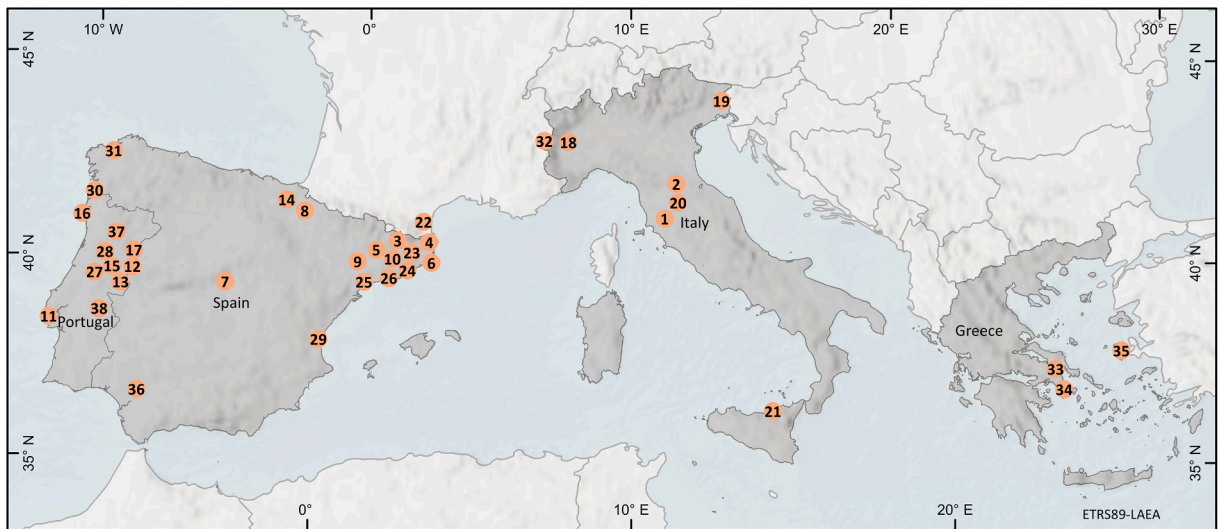 10° W
0°
10° E
20° E
30° E
45° N
45° N
19
31
32
18
30
2
14
16
8
20
22
1
Italy
37
3
4
28
17
5
23
40° N
40° N
9
10
6
15
12
27
24
26
13
7
25
Spain
38
11
Portugal
Greece
29
35
33
36
34
21
35° N
35° N
0°
10° E
20° E
ETRS89-LAEA